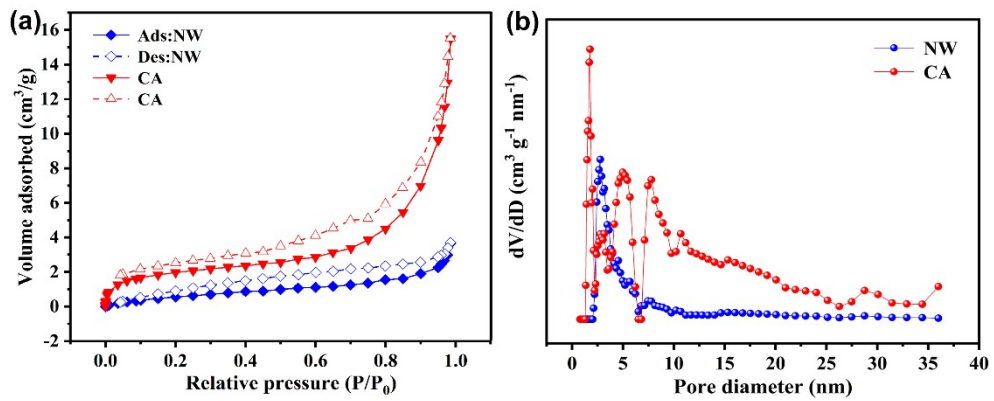 (a)
Ads:NW
Des:NW
CA
CA
Volume adsorbed (cm³/g)
16
14
12
10
8
6
4
2
0
-2
0.0 0.2 0.4 0.6 0.8 1.0
Relative pressure (P/P₀)
(b)
NW
CA
dV/dD (cm³ g⁻¹ nm⁻¹)
0 5 10 15 20 25 30 35 40
Pore diameter (nm)